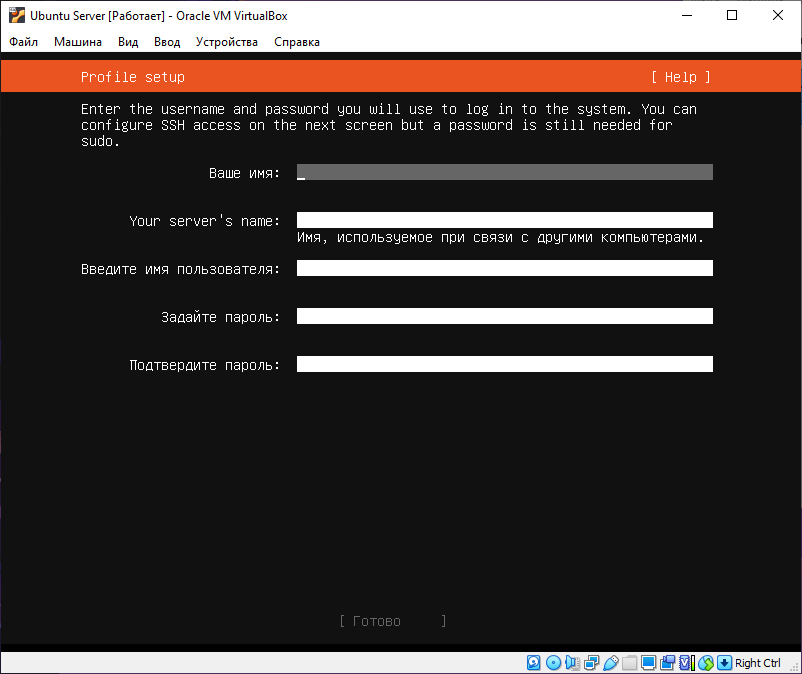 Ubuntu Server [Работает] - Oracle VM VirtualBox
Файл Машина Вид Ввод Устройства Справка
Profile setup [ Help ]
Enter the username and password you will use to log in to the system. You can
configure SSH access on the next screen but a password is still needed for
sudo.
Ваше имя:
Your server's name:
Имя, используемое при связи с другими компьютерами.
Введите имя пользователя:
Задайте пароль:
Подтвердите пароль:
[ Готово ]
Right Ctrl